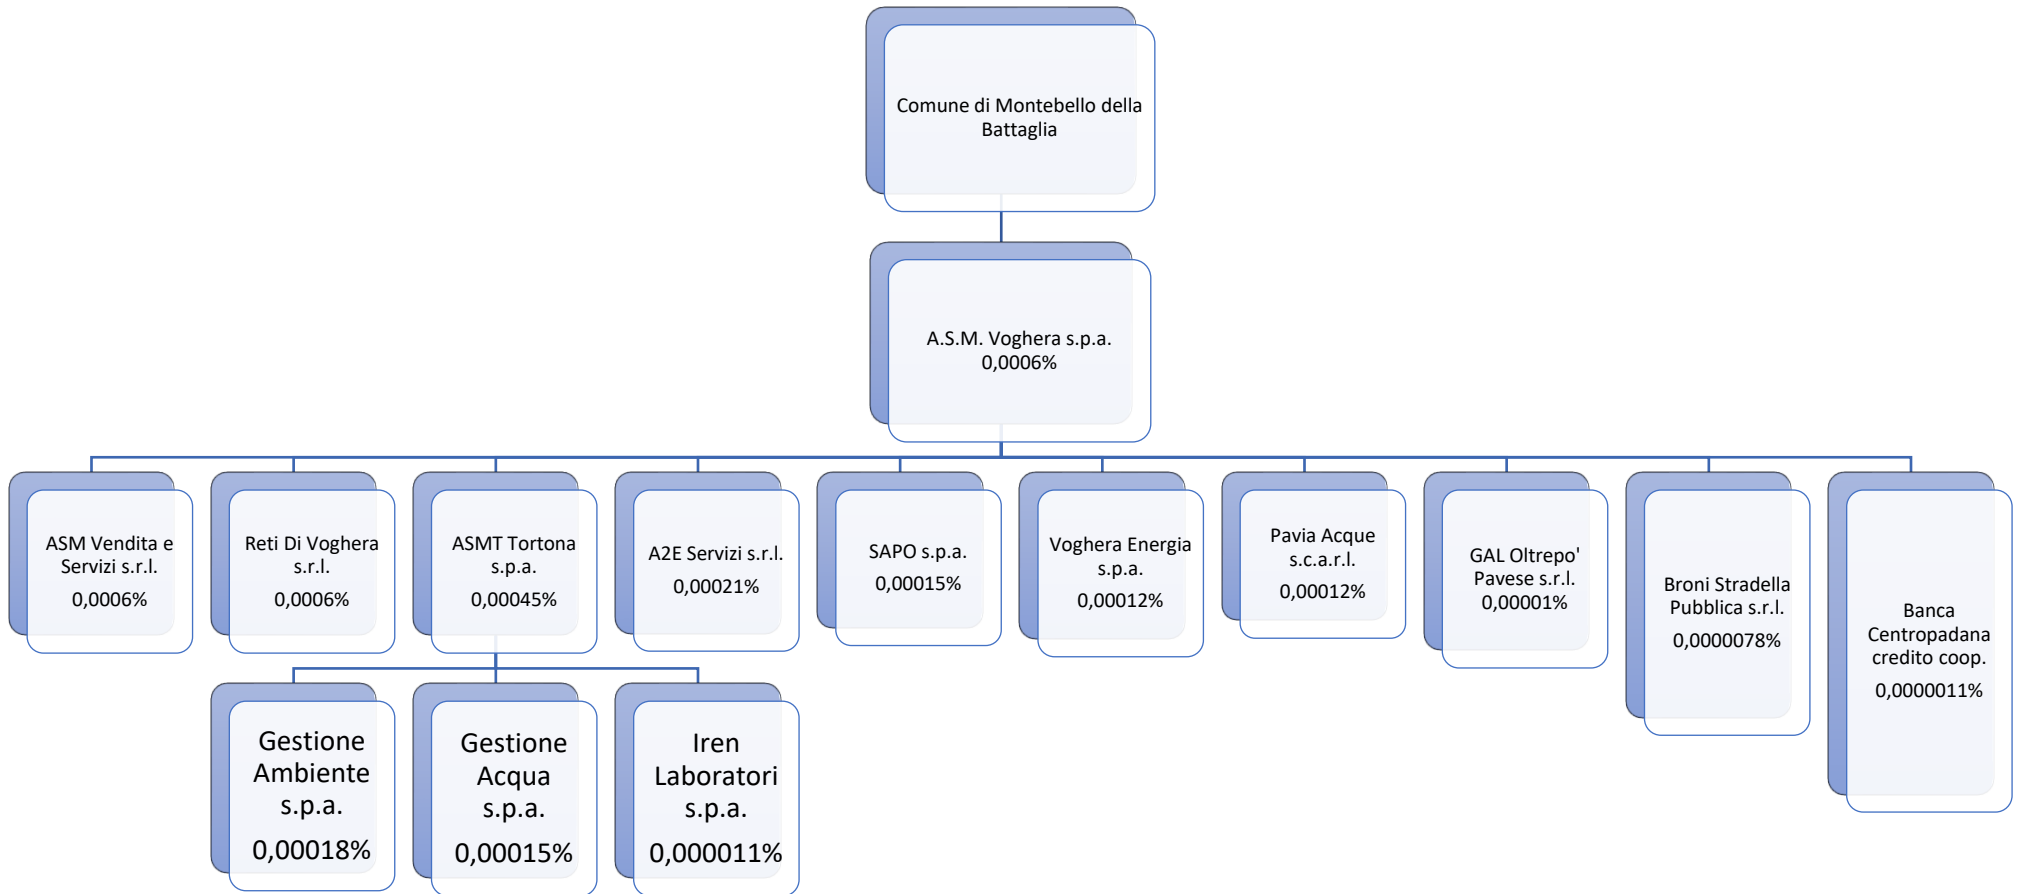 Comune di Montebello della
Battaglia
A.S.M. Voghera s.p.a.
0,0006%
ASM Vendita e
Servizi s.r.l.
0,0006%
Reti Di Voghera
s.r.l.
0,0006%
ASMT Tortona
s.p.a.
0,00045%
A2E Servizi s.r.l.
0,00021%
SAPO s.p.a.
0,00015%
Voghera Energia
s.p.a.
0,00012%
Pavia Acque
s.c.a.r.l.
0,00012%
GAL Oltrepo'
Pavese s.r.l.
0,00001%
Broni Stradella
Pubblica s.r.l.
0,0000078%
Banca
Centropadana
credito coop.
0,0000011%
Gestione
Ambiente
s.p.a.
0,00018%
Gestione
Acqua
s.p.a.
0,00015%
Iren
Laboratori
s.p.a.
0,000011%